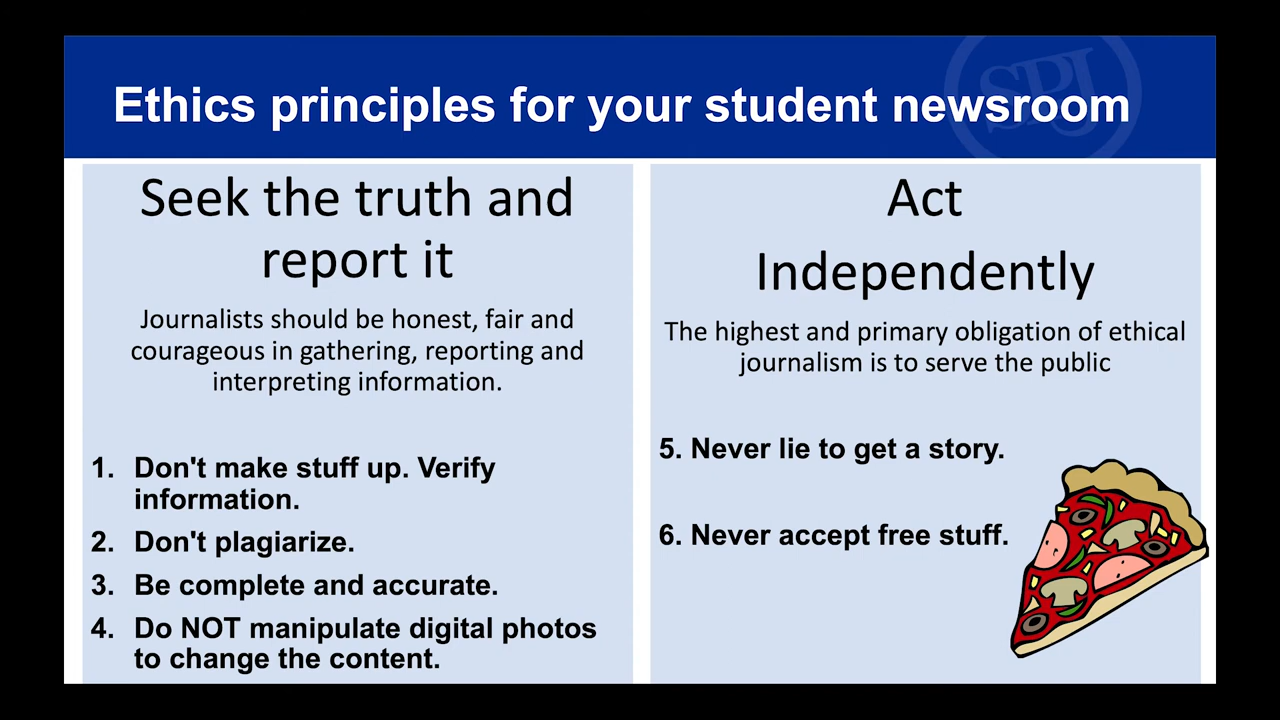 SPJ
Ethics principles for your student newsroom
Seek the truth and
report it
Journalists should be honest, fair and
courageous in gathering, reporting and
interpreting information.
1. Don't make stuff up. Verify
information.
2. Don't plagiarize.
3. Be complete and accurate.
4. Do NOT manipulate digital photos
to change the content.
Act
Independently
The highest and primary obligation of ethical
journalism is to serve the public
5. Never lie to get a story.
6. Never accept free stuff.